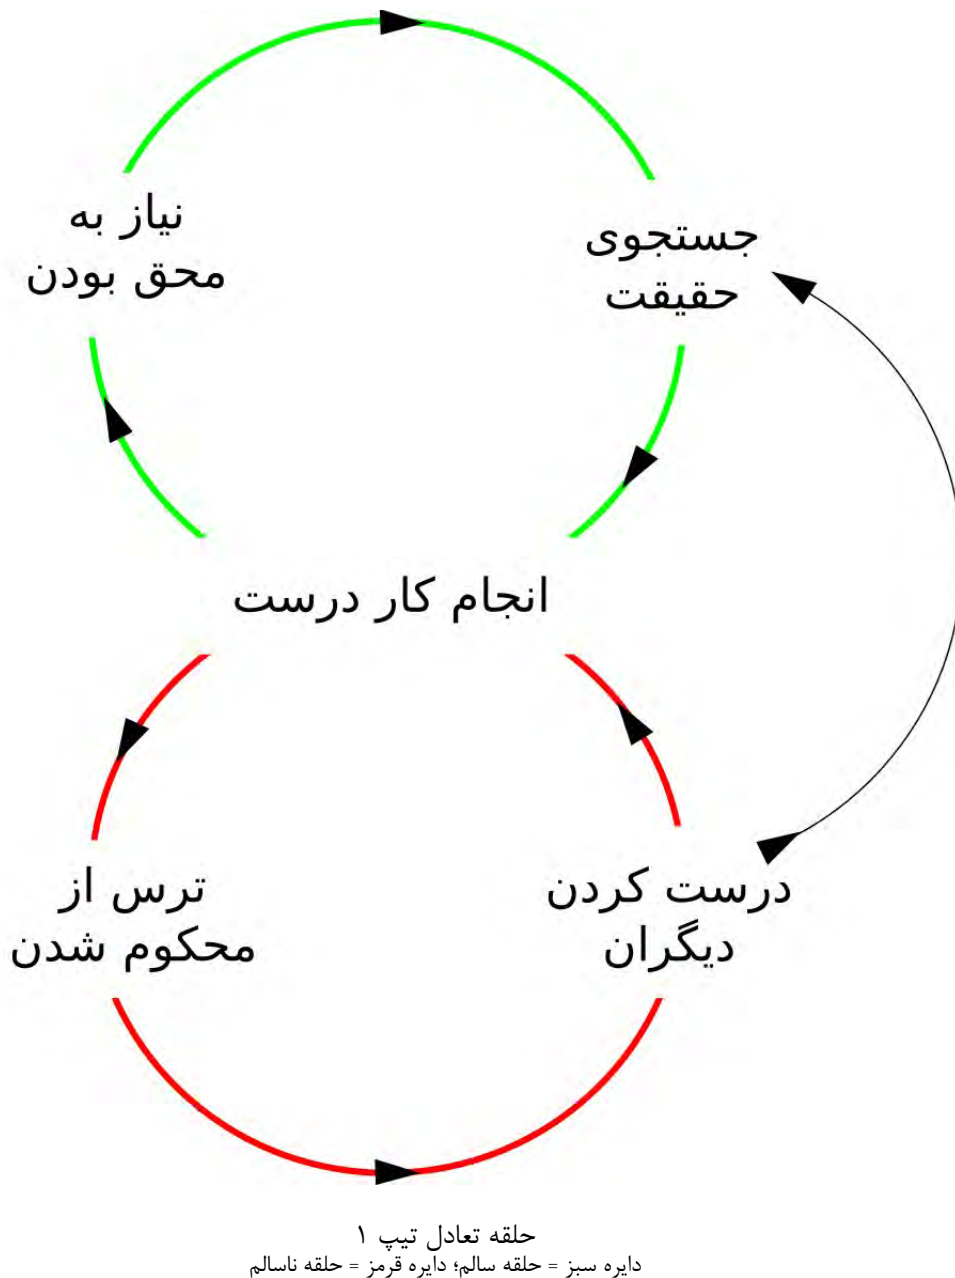 نیاز به
محق بودن
جستجوی
حقیقت
انجام کار درست
ترس از
محکوم شدن
درست کردن
دیگران
حلقه تعادل تیپ ۱
دایره سبز = حلقه سالم؛ دایره قرمز = حلقه ناسالم